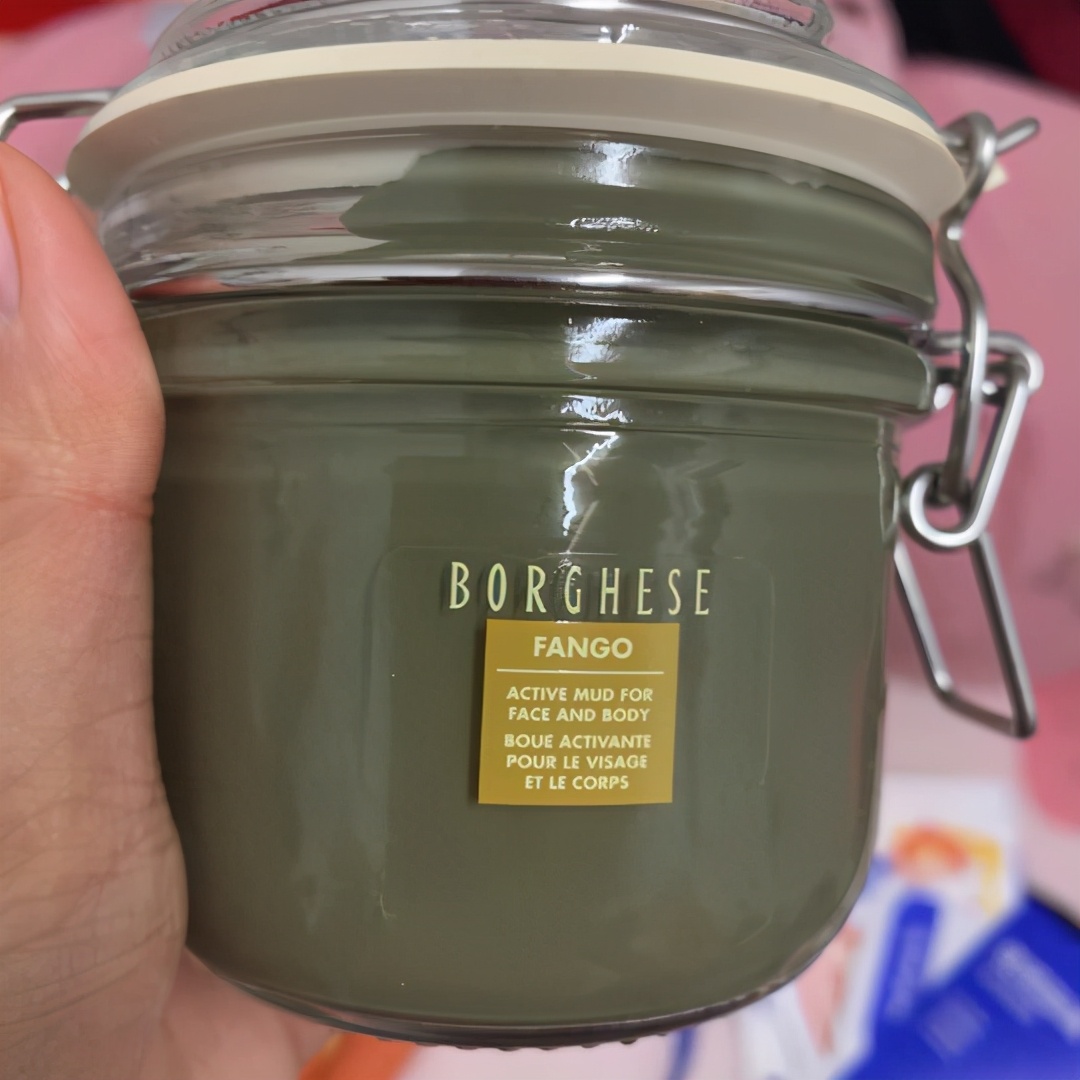 BORGHESE
FANGO
ACTIVE MUD FOR
FACE AND BODY
BOUE ACTIVANTE
POUR LE VISAGE
ET LE CORPS